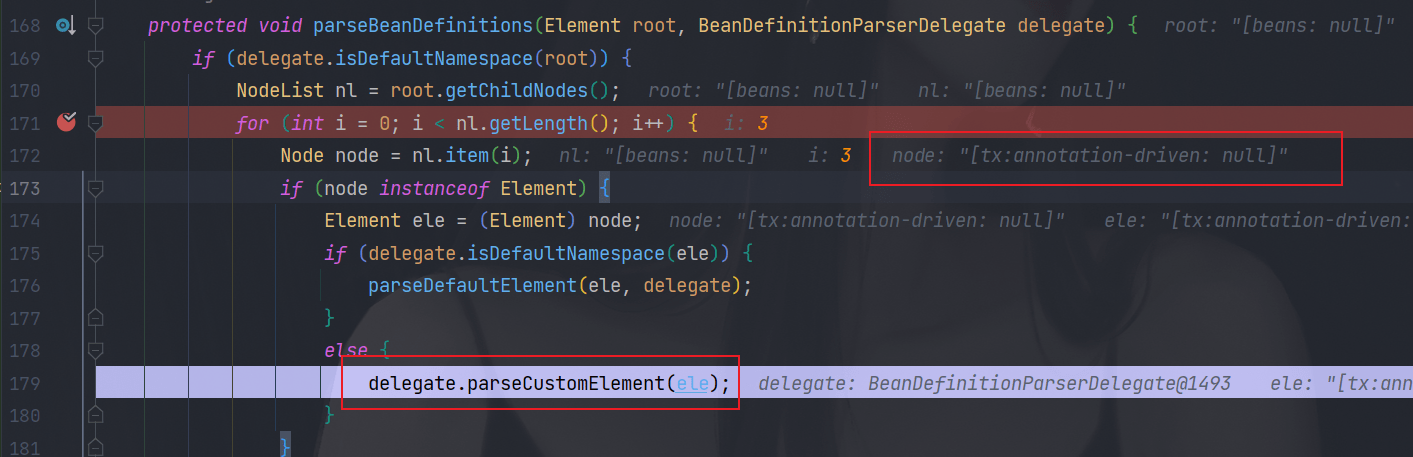 168 protected void parseBeanDefinitions(Element root, BeanDefinitionParserDelegate delegate) { root: "[beans: null]"
169 if (delegate.isDefaultNamespace(root)) {
170 NodeList nl = root.getChildNodes(); root: "[beans: null]" nl: "[beans: null]"
171 for (int i = 0; i < nl.getLength(); i++) { i: 3
172 Node node = nl.item(i); nl: "[beans: null]" i: 3 node: "[tx:annotation-driven: null]"
173 if (node instanceof Element) {
174 Element ele = (Element) node; node: "[tx:annotation-driven: null]" ele: "[tx:annotation-driven:
175 if (delegate.isDefaultNamespace(ele)) {
176 parseDefaultElement(ele, delegate);
177 }
178 else {
179 delegate.parseCustomElement(ele); delegate: BeanDefinitionParserDelegate@1493 ele: "[tx:ann
180 }
181 }